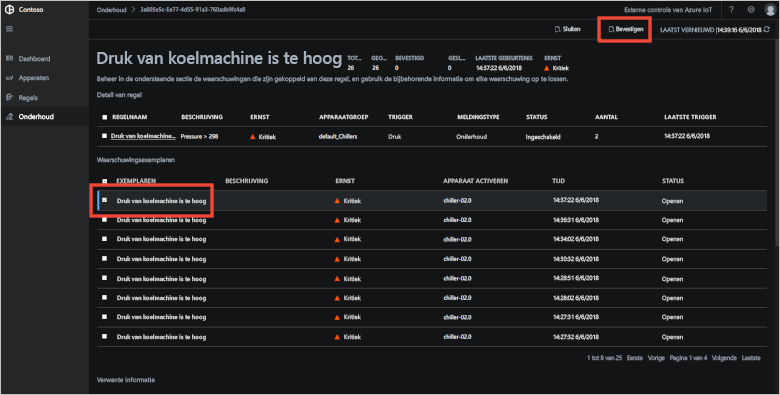 Contoso
Onderhoud > 3a605e5c-5e77-4d55-91a3-760adb9fc4a8
Externe controle van Azure IoT
Sluiten
Bevestigen
LAATST VERNIEUWD |14:39:16 6/6/2018
Dashboard
Apparaten
Regels
Onderhoud
Druk van koelmachine is te hoog
TOT... GEO... BEVESTIGD GESL... LAATSTE GEBEURTENIS ERNST
26 26 0 0 14:37:22 6/6/2018 Kritiek
Beheer in de onderstaande sectie de waarschuwingen die zijn gekoppeld aan deze regel, en gebruik de bijbehorende informatie om elke waarschuwing op te lossen.
Detail van regel
REGELNAAM BESCHRIJVING ERNST APPARAATGROEP TRIGGER MELDINGSTYPE STATUS AANTAL LAATSTE TRIGGER
Druk van koelmachine... Pressure > 298 Kritiek default_Chillers Druk Onderhoud Ingeschakeld 2 14:37:22 6/6/2018
Waarschuwingsexemplaren
EXEMPLAREN BESCHRIJVING ERNST APPARAAT ACTIVEREN TIJD STATUS
Druk van koelmachine is te hoog Kritiek chiller-02.0 14:37:22 6/6/2018 Openen
Druk van koelmachine is te hoog Kritiek chiller-02.0 14:36:31 6/6/2018 Openen
Druk van koelmachine is te hoog Kritiek chiller-02.0 14:34:02 6/6/2018 Openen
Druk van koelmachine is te hoog Kritiek chiller-02.0 14:30:32 6/6/2018 Openen
Druk van koelmachine is te hoog Kritiek chiller-02.0 14:28:51 6/6/2018 Openen
Druk van koelmachine is te hoog Kritiek chiller-02.0 14:28:02 6/6/2018 Openen
Druk van koelmachine is te hoog Kritiek chiller-02.0 14:27:31 6/6/2018 Openen
Druk van koelmachine is te hoog Kritiek chiller-02.0 14:27:32 6/6/2018 Openen
1 tot 8 van 25 Eerste Vorige Pagina 1 van 4 Volgende Laatste
Verwante informatie